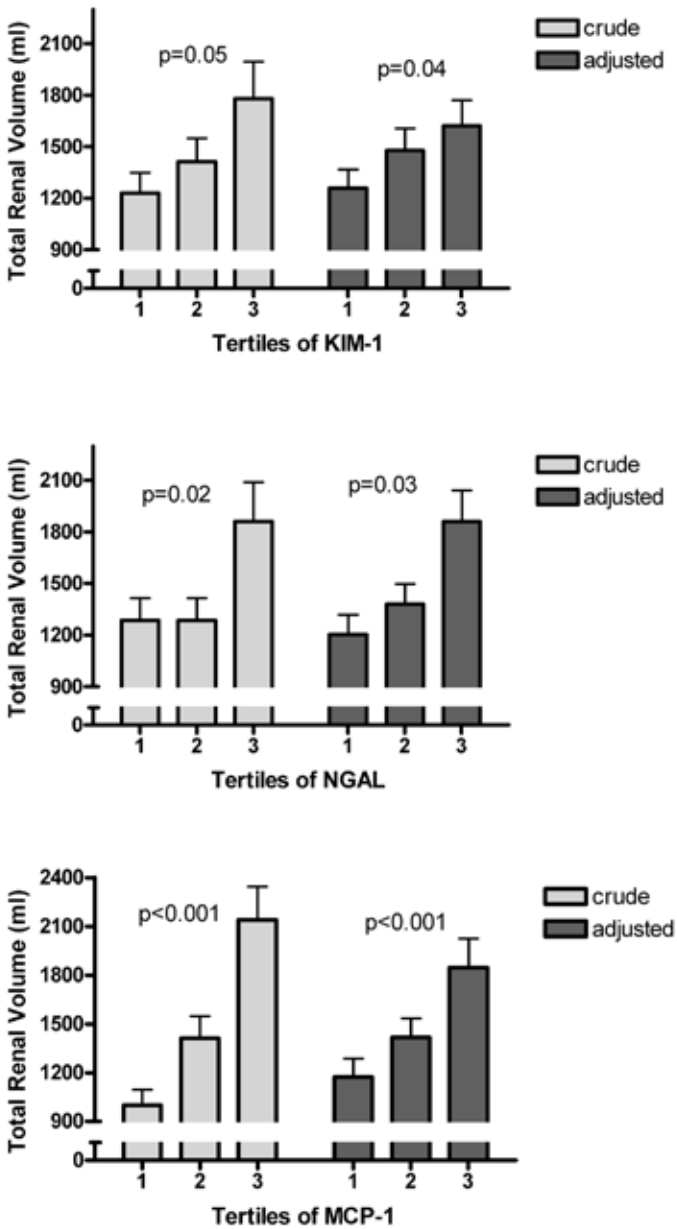 2100
1800
1500
1200
900
0
Total Renal Volume (ml)
p=0.05
p=0.04
crude
adjusted
1 2 3 1 2 3
Tertiles of KIM-1
2100
1800
1500
1200
900
0
Total Renal Volume (ml)
p=0.02
p=0.03
crude
adjusted
1 2 3 1 2 3
Tertiles of NGAL
2400
2100
1800
1500
1200
900
0
Total Renal Volume (ml)
p<0.001
p<0.001
crude
adjusted
1 2 3 1 2 3
Tertiles of MCP-1